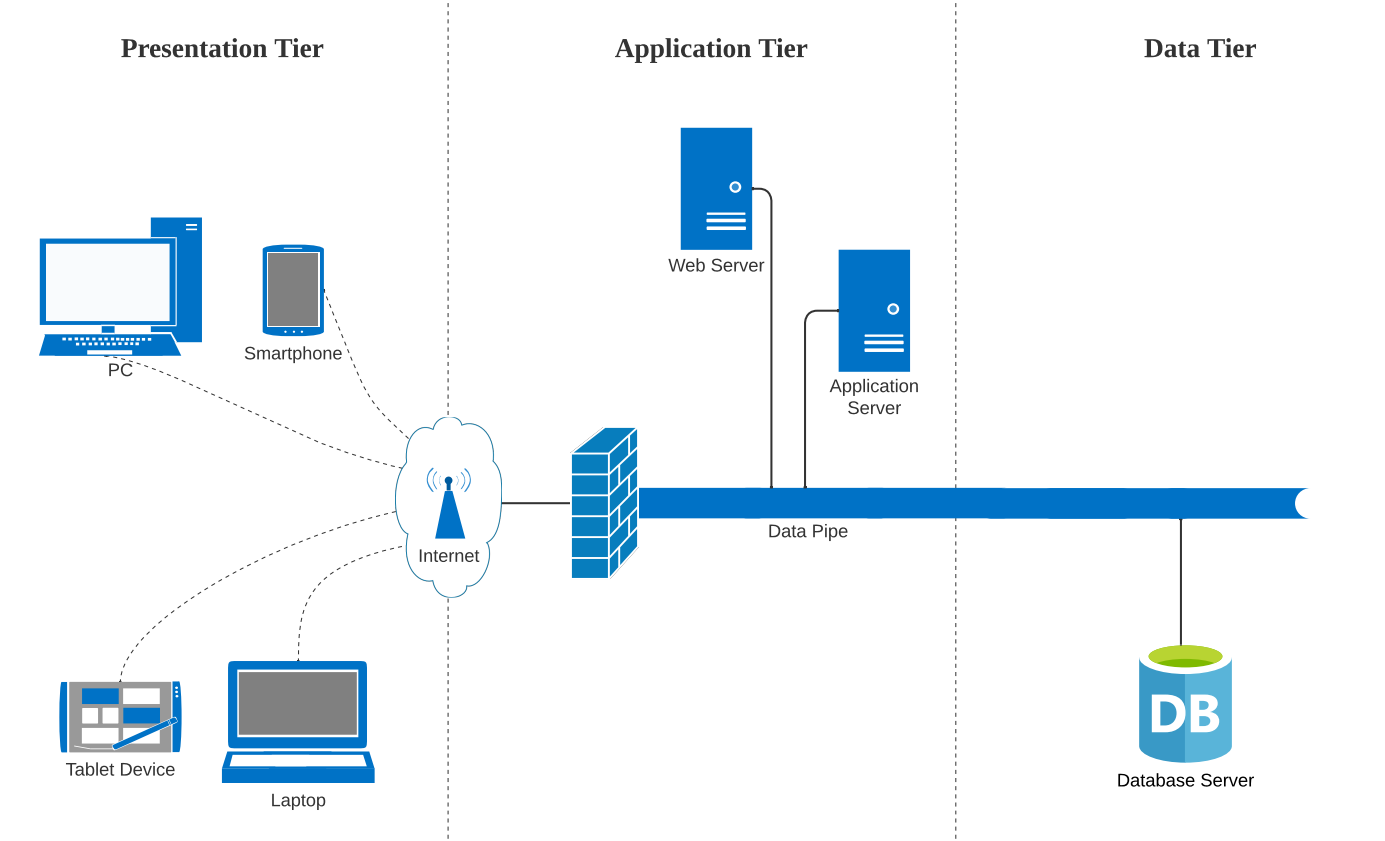 Presentation Tier
Application Tier
Data Tier
Web Server
Smartphone
PC
Application
Server
Data Pipe
Internet
DB
Tablet Device
Database Server
Laptop